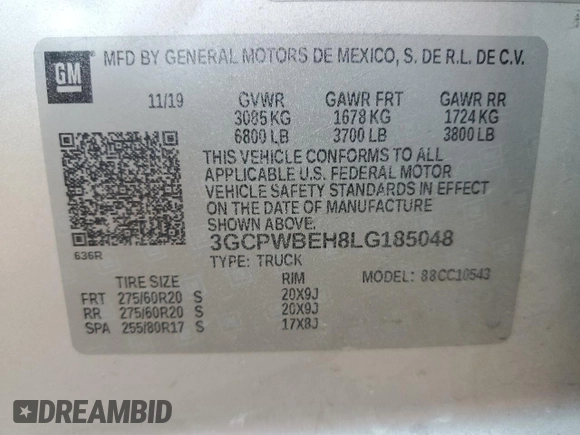 GM MFD BY GENERAL MOTORS DE MEXICO, S. DE R.L. DE C.V.
11/19 GVWR GAWR FRT GAWR RR
3085 KG 1678 KG 1724 KG
6800 LB 3700 LB 3800 LB
THIS VEHICLE CONFORMS TO ALL
APPLICABLE U.S. FEDERAL MOTOR
VEHICLE SAFETY STANDARDS IN EFFECT
ON THE DATE OF MANUFACTURE
SHOWN ABOVE.
3GCPWBEH8LG185048
636R
TYPE: TRUCK MODEL: 88CC10543
TIRE SIZE RIM
FRT 275/60R20 S 20X9J
RR 275/60R20 S 20X9J
SPA 255/80R17 S 17X8J
DREAMBID